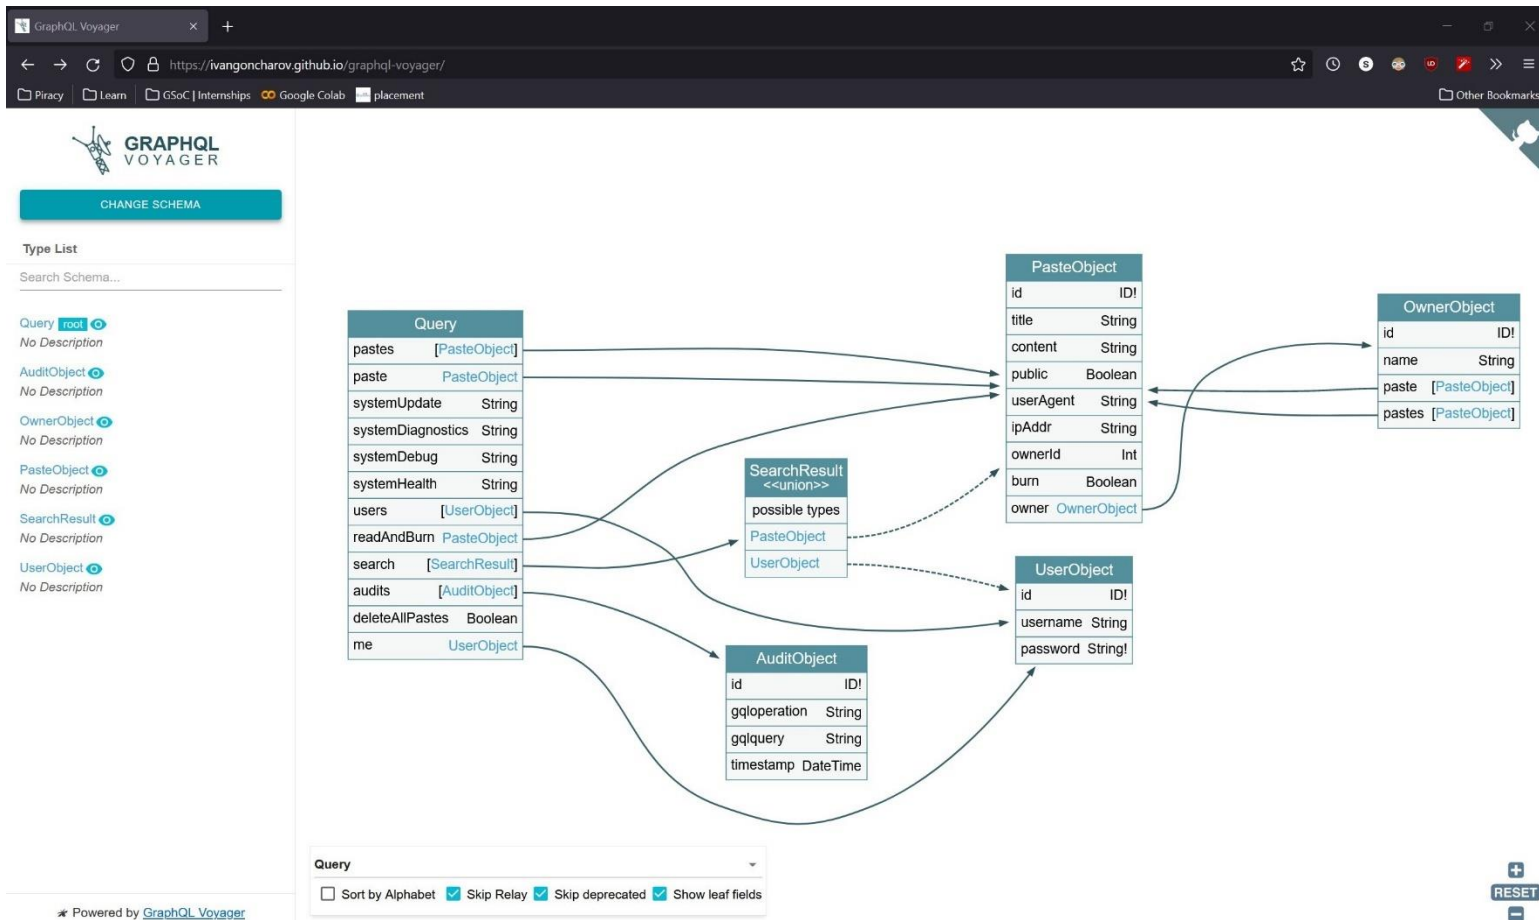 GraphQL Voyager
https://ivangoncharov.github.io/graphql-voyager/
Piracy Learn GSoC | Internships Google Colab placement Other Bookmarks
GRAPHQL
VOYAGER
CHANGE SCHEMA
Type List
Search Schema...
Query root
No Description
AuditObject
No Description
OwnerObject
No Description
PasteObject
No Description
SearchResult
No Description
UserObject
No Description
Powered by GraphQL Voyager
Query
pastes [PasteObject]
paste PasteObject
systemUpdate String
systemDiagnostics String
systemDebug String
systemHealth String
users [UserObject]
readAndBurn PasteObject
search [SearchResult]
audits [AuditObject]
deleteAllPastes Boolean
me UserObject
SearchResult
<<union>>
possible types
PasteObject
UserObject
AuditObject
id ID!
gqloperation String
gqlquery String
timestamp DateTime
PasteObject
id ID!
title String
content String
public Boolean
userAgent String
ipAddr String
ownerId Int
burn Boolean
owner OwnerObject
UserObject
id ID!
username String
password String!
OwnerObject
id ID!
name String
paste [PasteObject]
pastes [PasteObject]
Query
Sort by Alphabet Skip Relay Skip deprecated Show leaf fields
RESET